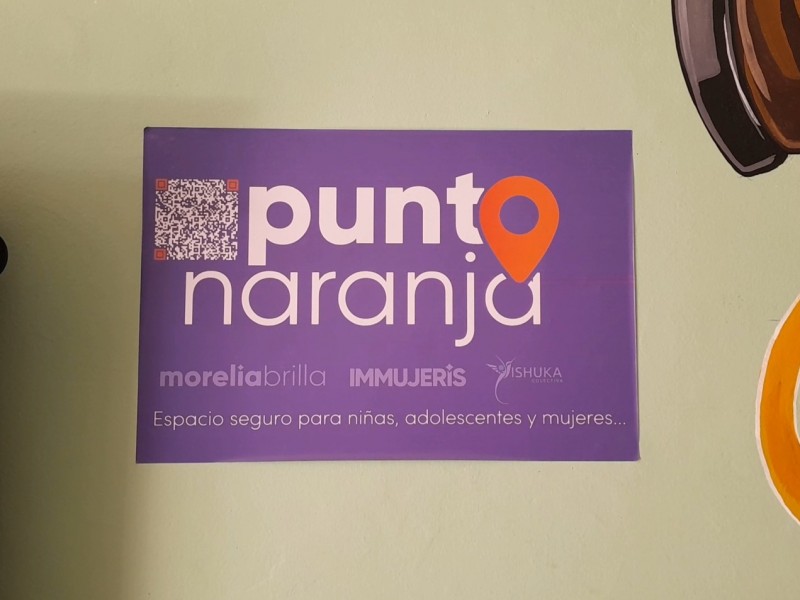 punto
naranja
moreliabrilla IMMUJERIS ISHUKA
Espacio seguro para niñas, adolescentes y mujeres...